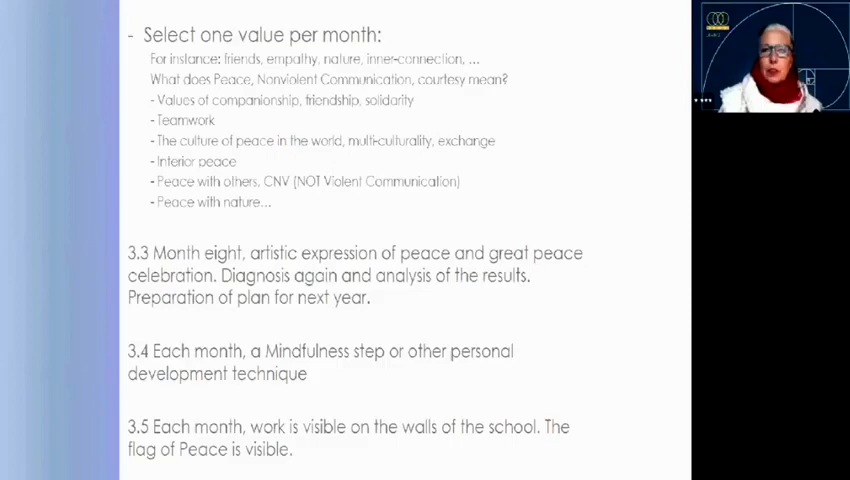 - Select one value per month:
For instance: friends, empathy, nature, inner-connection, ...
What does Peace, Nonviolent Communication, courtesy mean?
- Values of companionship, friendship, solidarity
- Teamwork
- The culture of peace in the world, multi-culturality, exchange
- Interior peace
- Peace with others, CNV (NOT Violent Communication)
- Peace with nature...
3.3 Month eight, artistic expression of peace and great peace
celebration. Diagnosis again and analysis of the results.
Preparation of plan for next year.
3.4 Each month, a Mindfulness step or other personal
development technique
3.5 Each month, work is visible on the walls of the school. The
flag of Peace is visible.